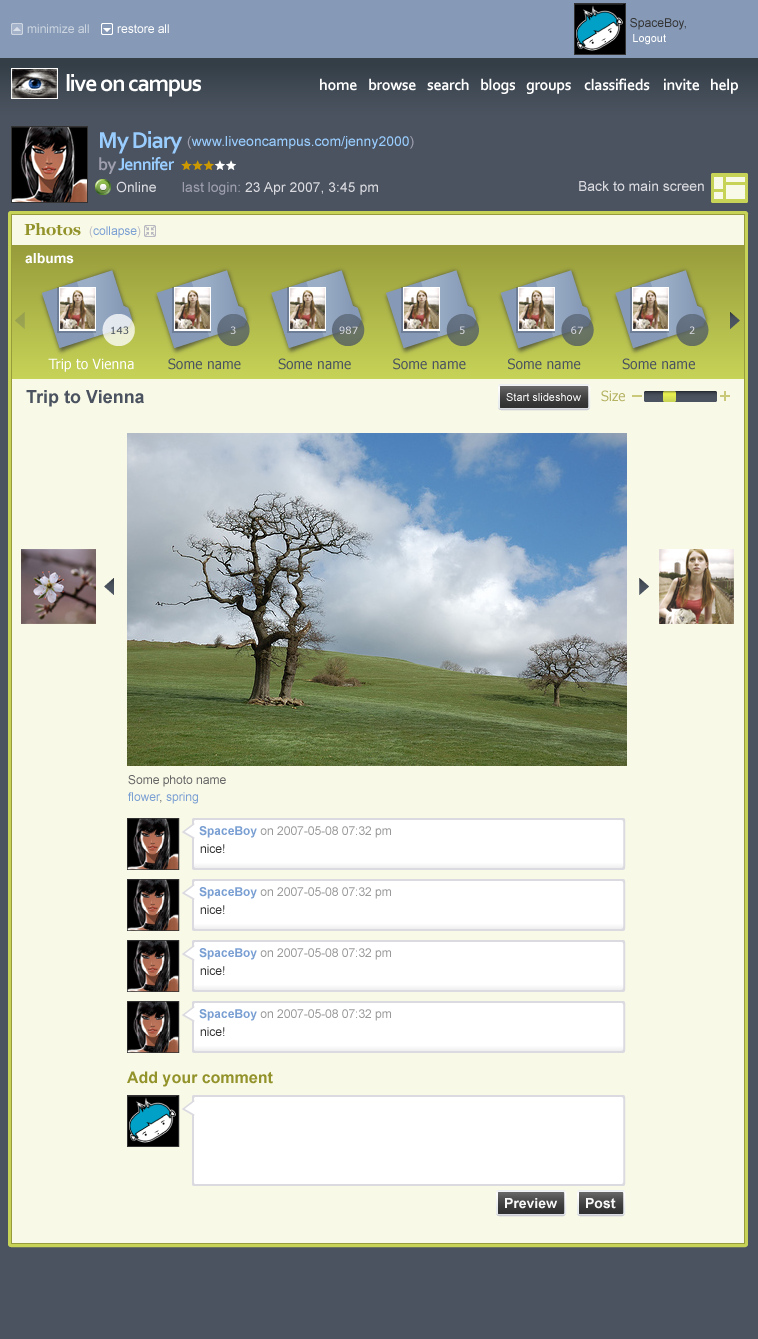 minimize all restore all
SpaceBoy,
Logout
live on campus
home browse search blogs groups classifieds invite help
My Diary (www.liveoncampus.com/jenny2000)
by Jennifer
Online last login: 23 Apr 2007, 3:45 pm
Back to main screen
Photos (collapse)
albums
143 3 987 5 67 2
Trip to Vienna Some name Some name Some name Some name Some name
Trip to Vienna
Start slideshow Size
Some photo name
flower, spring
SpaceBoy on 2007-05-08 07:32 pm
nice!
SpaceBoy on 2007-05-08 07:32 pm
nice!
SpaceBoy on 2007-05-08 07:32 pm
nice!
SpaceBoy on 2007-05-08 07:32 pm
nice!
Add your comment
Preview Post